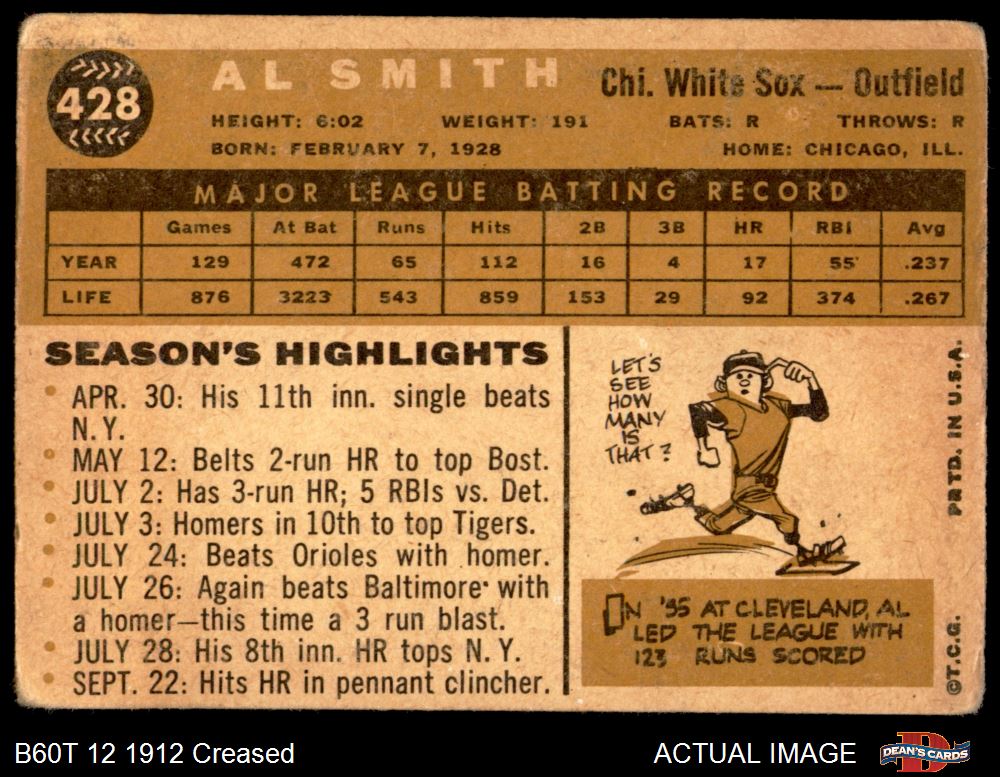 428
AL SMITH
Chi. White Sox — Outfield
HEIGHT: 6:02 WEIGHT: 191 BATS: R THROWS: R
BORN: FEBRUARY 7, 1928 HOME: CHICAGO, ILL.
MAJOR LEAGUE BATTING RECORD
Games At Bat Runs Hits 2B 3B HR RBI Avg
YEAR 129 472 65 112 16 4 17 55 .237
LIFE 876 3223 543 859 153 29 92 374 .267
SEASON'S HIGHLIGHTS
• APR. 30: His 11th inn. single beats
N.Y.
• MAY 12: Belts 2-run HR to top Bost.
• JULY 2: Has 3-run HR; 5 RBIs vs. Det.
• JULY 3: Homers in 10th to top Tigers.
• JULY 24: Beats Orioles with homer.
• JULY 26: Again beats Baltimore with
a homer—this time a 3 run blast.
• JULY 28: His 8th inn. HR tops N. Y.
• SEPT. 22: Hits HR in pennant clincher.
LET'S
SEE
HOW
MANY
IS
THAT?
IN '55 AT CLEVELAND, AL
LED THE LEAGUE WITH
123 RUNS SCORED
©T.C.G. PRTD. IN U.S.A.
B60T 12 1912 Creased
ACTUAL IMAGE
DEAN'S CARDS